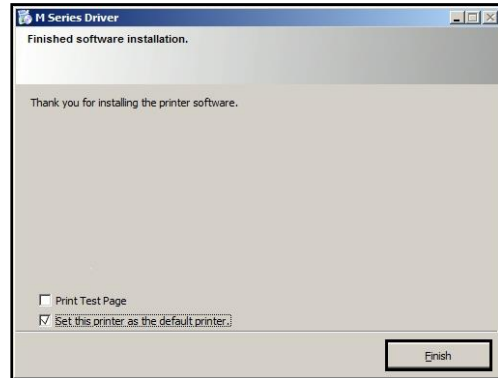 M Series Driver
Finished software installation.
Thank you for installing the printer software.
Print Test Page
Set this printer as the default printer.
Finish